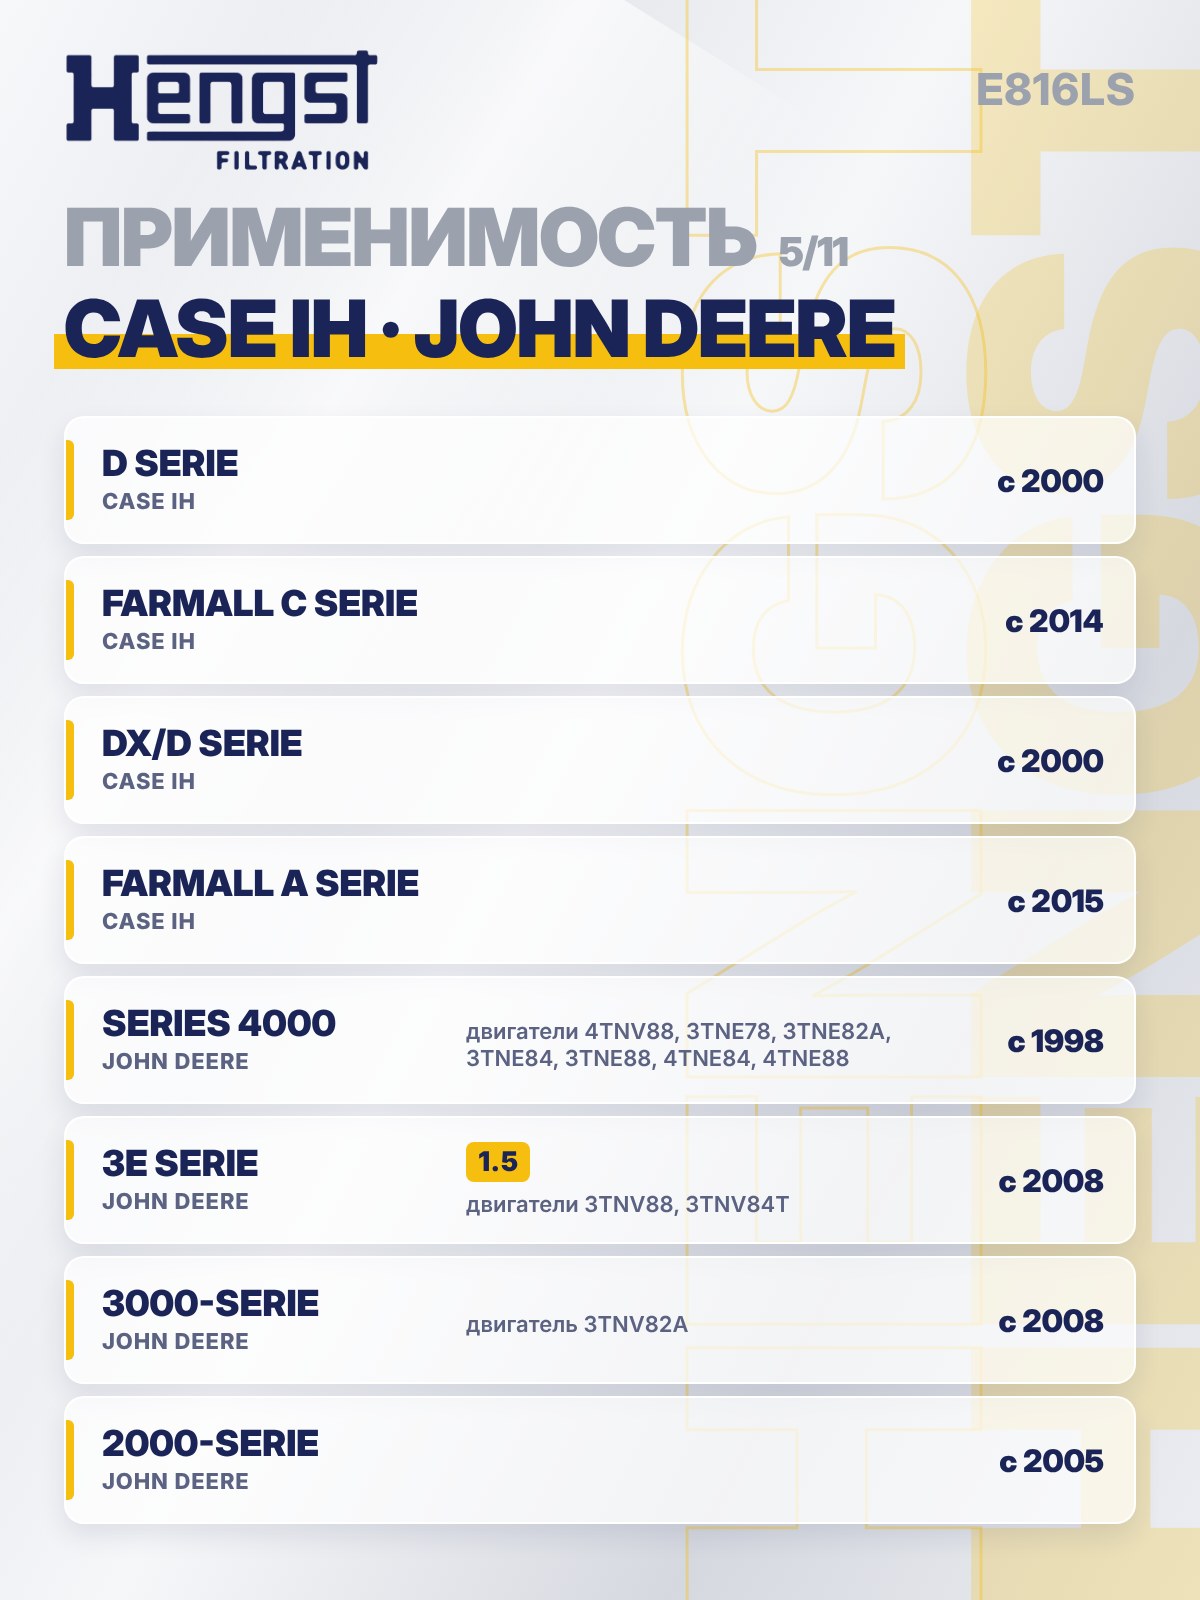 Hengst
FILTRATION
E816LS
ПРИМЕНИМОСТЬ 5/11
CASE IH · JOHN DEERE
D SERIE
CASE IH
с 2000
FARMALL C SERIE
CASE IH
с 2014
DX/D SERIE
CASE IH
с 2000
FARMALL A SERIE
CASE IH
с 2015
SERIES 4000
JOHN DEERE
двигатели 4TNV88, 3TNE78, 3TNE82A,
3TNE84, 3TNE88, 4TNE84, 4TNE88
с 1998
3E SERIE
JOHN DEERE
1.5
двигатели 3TNV88, 3TNV84T
с 2008
3000-SERIE
JOHN DEERE
двигатель 3TNV82A
с 2008
2000-SERIE
JOHN DEERE
с 2005
HENGST
HENGST